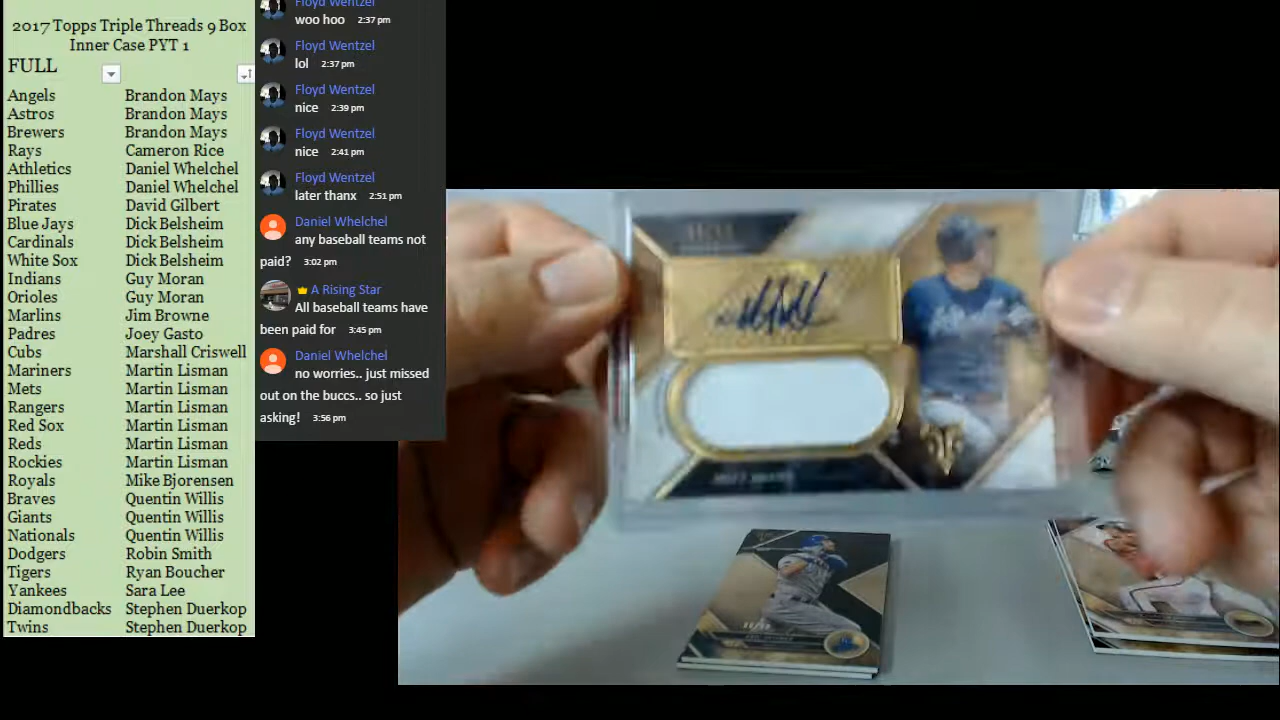 2017 Topps Triple Threads 9 Box
Inner Case PYT 1
FULL
Angels Brandon Mays
Astros Brandon Mays
Brewers Brandon Mays
Rays Cameron Rice
Athletics Daniel Whelchel
Phillies Daniel Whelchel
Pirates David Gilbert
Blue Jays Dick Belsheim
Cardinals Dick Belsheim
White Sox Dick Belsheim
Indians Guy Moran
Orioles Guy Moran
Marlins Jim Browne
Padres Joey Gasto
Cubs Marshall Criswell
Mariners Martin Lisman
Mets Martin Lisman
Rangers Martin Lisman
Red Sox Martin Lisman
Reds Martin Lisman
Rockies Martin Lisman
Royals Mike Bjorensen
Braves Quentin Willis
Giants Quentin Willis
Nationals Quentin Willis
Dodgers Robin Smith
Tigers Ryan Boucher
Yankees Sara Lee
Diamondbacks Stephen Duerkop
Twins Stephen Duerkop
Floyd Wentzel
woo hoo 2:37 pm
Floyd Wentzel
lol 2:37 pm
Floyd Wentzel
nice 2:39 pm
Floyd Wentzel
nice 2:41 pm
Floyd Wentzel
later thanx 2:51 pm
Daniel Whelchel
any baseball teams not
paid? 3:02 pm
A Rising Star
All baseball teams have
been paid for 3:45 pm
Daniel Whelchel
no worries.. just missed
out on the buccs.. so just
asking! 3:56 pm